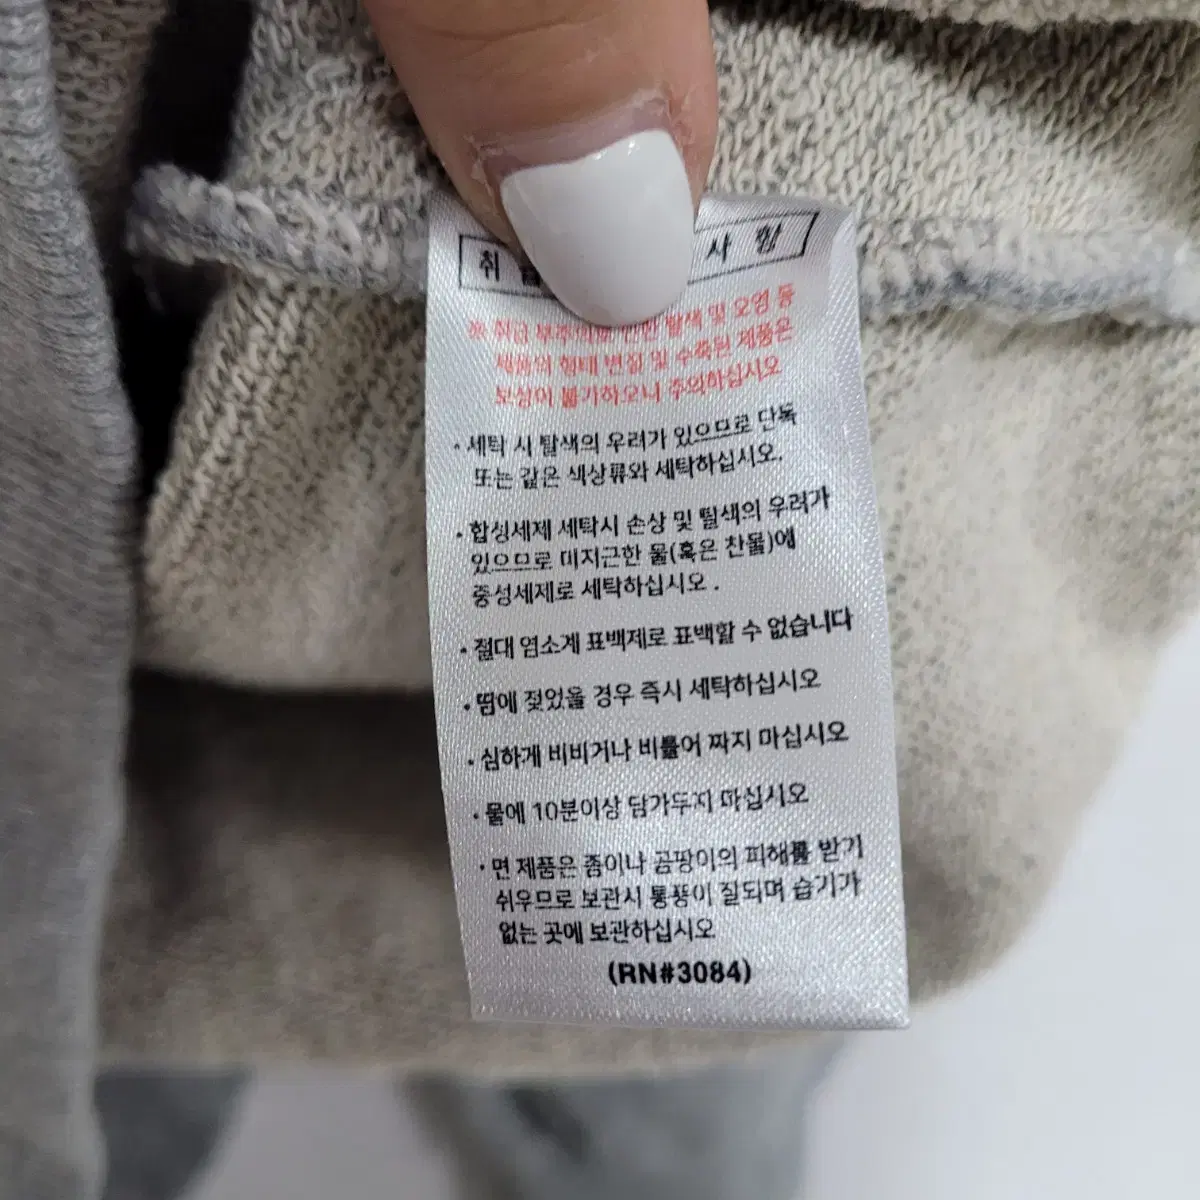 취 사 항
※ 취급 부주의로 인한 탈색 및 오염 등
제품의 형태 변질 및 수축된 제품은
보상이 불가하오니 주의하십시오
· 세탁 시 탈색의 우려가 있으므로 단독
또는 같은 색상류와 세탁하십시오.
· 합성세제 세탁시 손상 및 탈색의 우려가
있으므로 미지근한 물(혹은 찬물)에
중성세제로 세탁하십시오 .
· 절대 염소계 표백제로 표백할 수 없습니다
· 땀에 젖었을 경우 즉시 세탁하십시오
· 심하게 비비거나 비틀어 짜지 마십시오
· 물에 10분이상 담가두지 마십시오
· 면 제품은 좀이나 곰팡이의 피해를 받기
쉬우므로 보관시 통풍이 잘되며 습기가
없는 곳에 보관하십시오
(RN#3084)